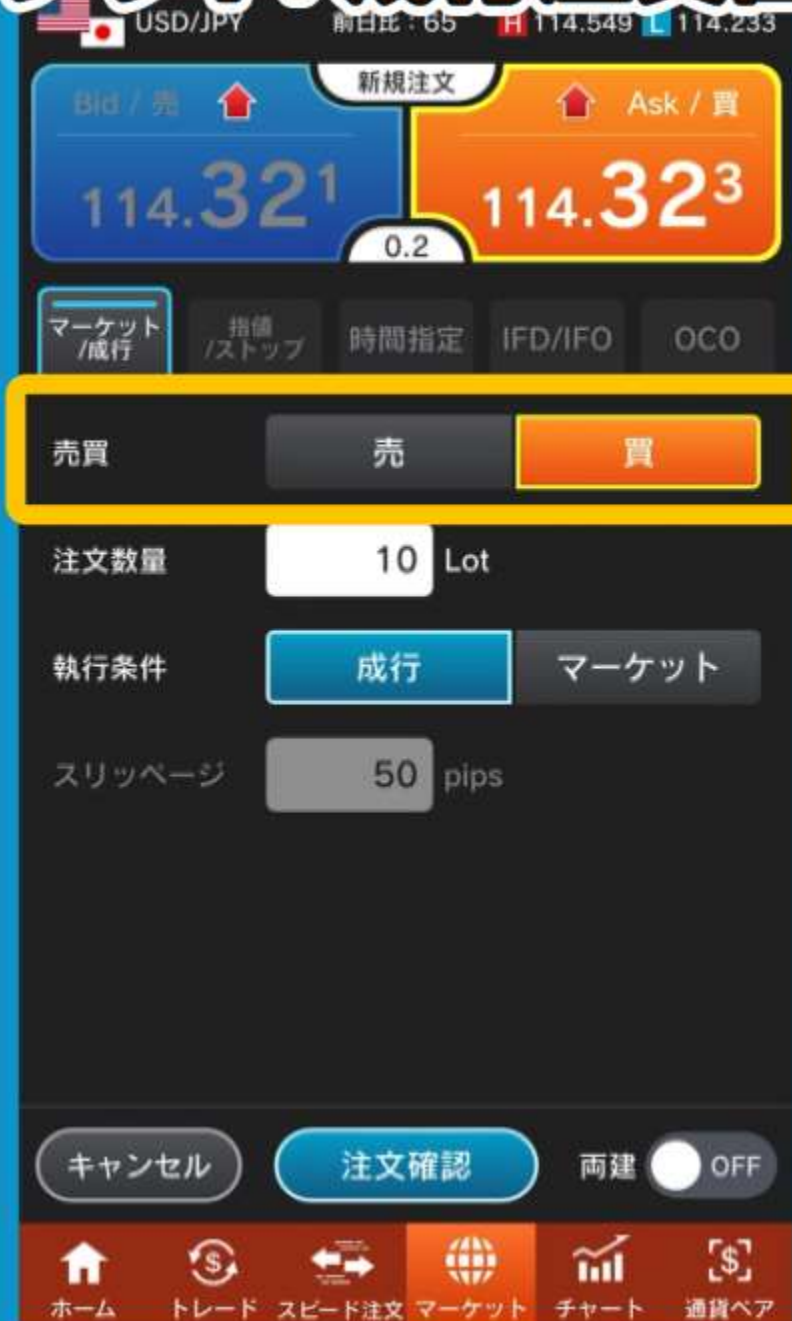 USD/JPY 前日比：65 H 114.549 L 114.233
新規注文
Bid / 売 Ask / 買
114.321 114.323
0.2
マーケット/成行 指値/ストップ 時間指定 IFD/IFO OCO
売買 売 買
注文数量 10 Lot
執行条件 成行 マーケット
スリッページ 50 pips
キャンセル 注文確認 両建 OFF
ホーム トレード スピード注文 マーケット チャート 通貨ペア